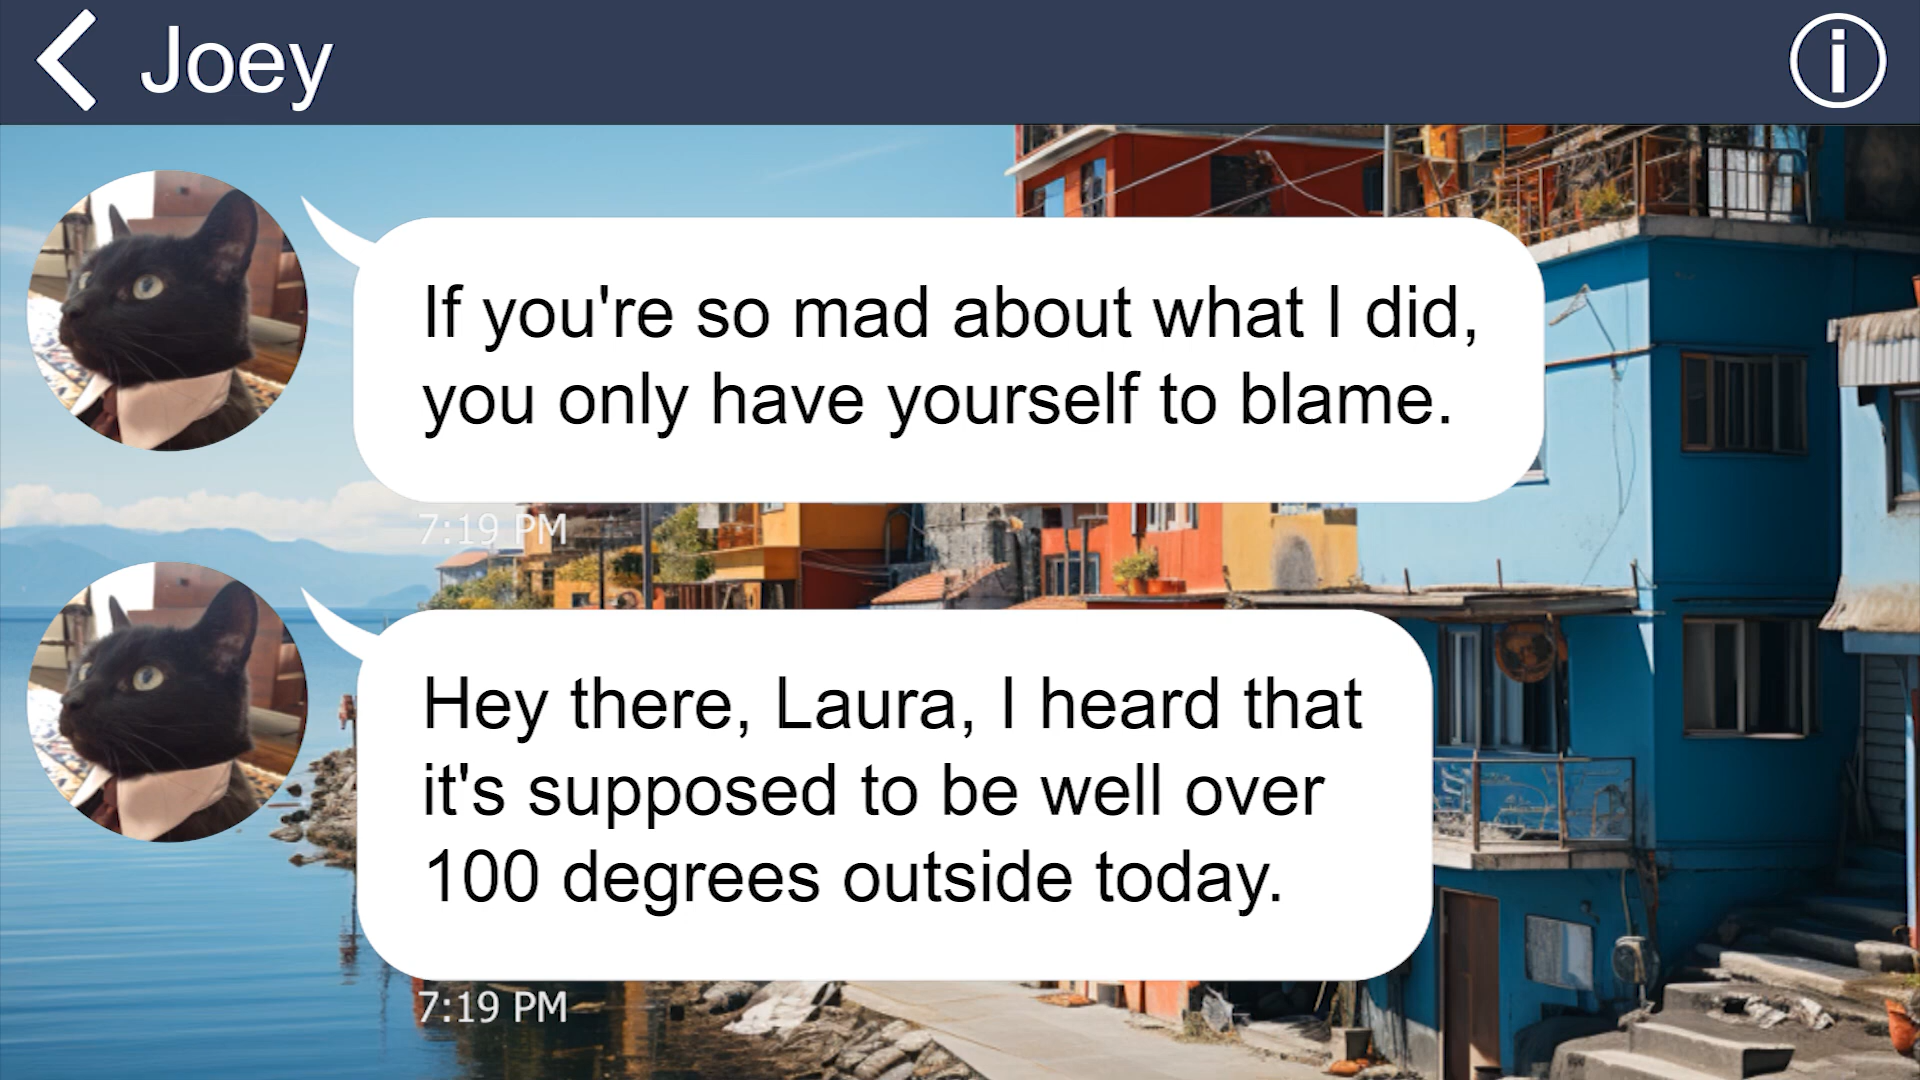 Joey
If you're so mad about what I did,
you only have yourself to blame.
7:19 PM
Hey there, Laura, I heard that
it's supposed to be well over
100 degrees outside today.
7:19 PM